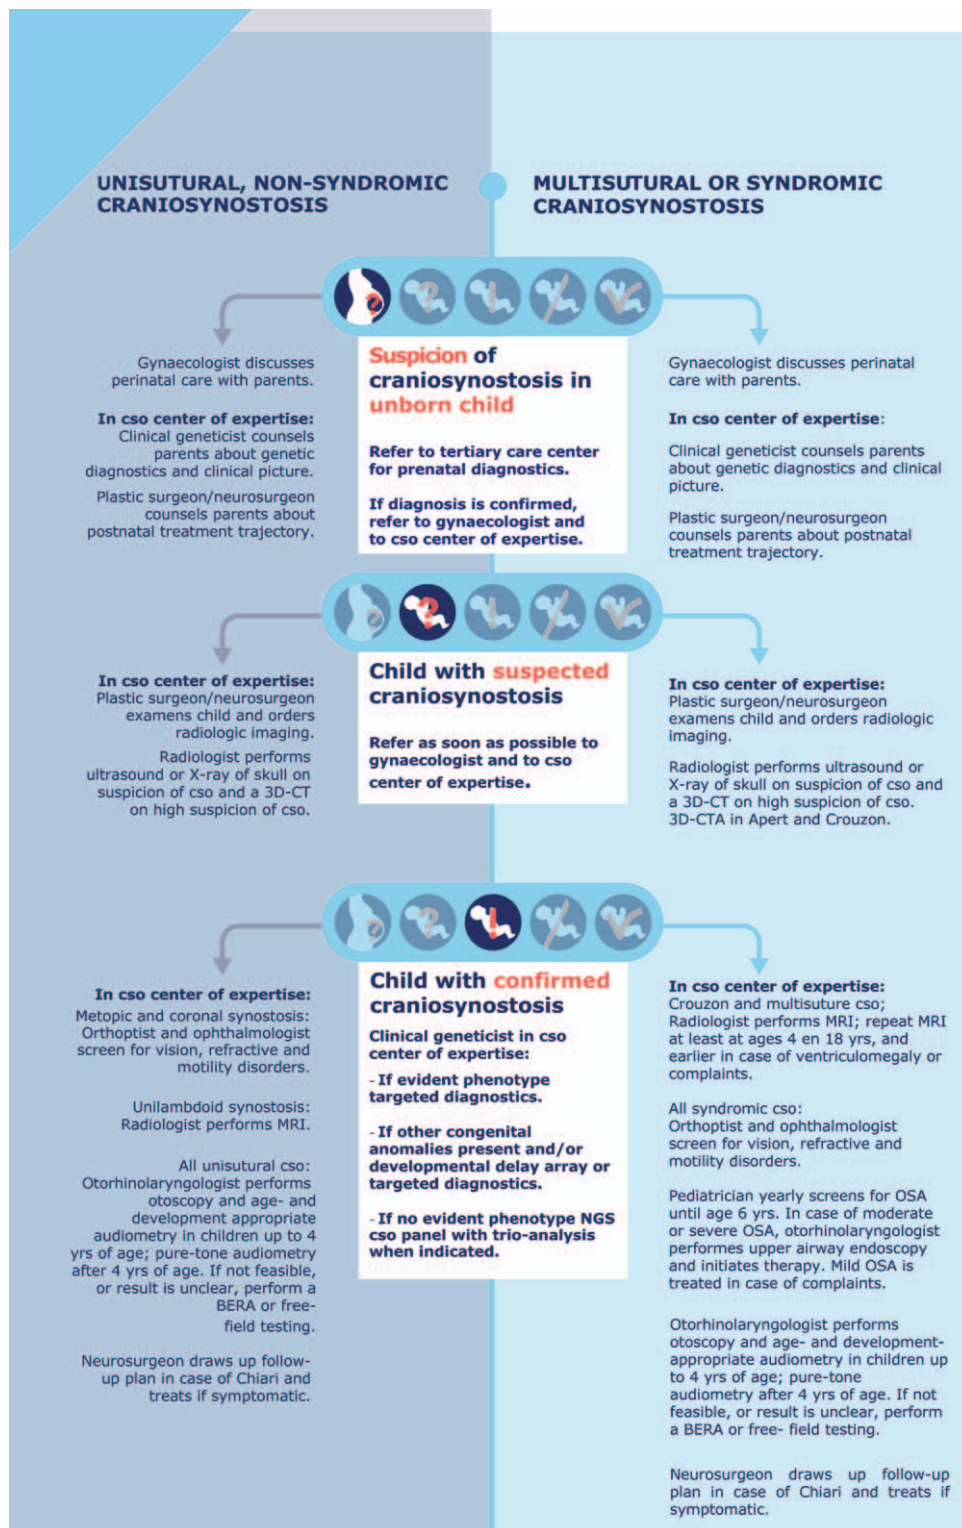 UNISUTURAL, NON-SYNDROMIC
CRANIOSYNOSTOSIS
MULTISUTURAL OR SYNDROMIC
CRANIOSYNOSTOSIS
Gynaecologist discusses
perinatal care with parents.
In cso center of expertise:
Clinical geneticist counsels
parents about genetic
diagnostics and clinical picture.
Plastic surgeon/neurosurgeon
counsels parents about
postnatal treatment trajectory.
Suspicion of
craniosynostosis in
unborn child
Refer to tertiary care center
for prenatal diagnostics.
If diagnosis is confirmed,
refer to gynaecologist and
to cso center of expertise.
Gynaecologist discusses perinatal
care with parents.
In cso center of expertise:
Clinical geneticist counsels parents
about genetic diagnostics and clinical
picture.
Plastic surgeon/neurosurgeon
counsels parents about postnatal
treatment trajectory.
In cso center of expertise:
Plastic surgeon/neurosurgeon
examens child and orders
radiologic imaging.
Radiologist performs
ultrasound or X-ray of skull on
suspicion of cso and a 3D-CT
on high suspicion of cso.
Child with suspected
craniosynostosis
Refer as soon as possible to
gynaecologist and to cso
center of expertise.
In cso center of expertise:
Plastic surgeon/neurosurgeon
examens child and orders radiologic
imaging.
Radiologist performs ultrasound or
X-ray of skull on suspicion of cso and
a 3D-CT on high suspicion of cso.
3D-CTA in Apert and Crouzon.
In cso center of expertise:
Metopic and coronal synostosis:
Orthoptist and ophthalmologist
screen for vision, refractive and
motility disorders.
Unilambdoid synostosis:
Radiologist performs MRI.
All unisutural cso:
Otorhinolaryngologist performs
otoscopy and age- and
development appropriate
audiometry in children up to 4
yrs of age; pure-tone audiometry
after 4 yrs of age. If not feasible,
or result is unclear, perform a
BERA or free-
field testing.
Neurosurgeon draws up follow-
up plan in case of Chiari and
treats if symptomatic.
Child with confirmed
craniosynostosis
Clinical geneticist in cso
center of expertise:
- If evident phenotype
targeted diagnostics.
- If other congenital
anomalies present and/or
developmental delay array or
targeted diagnostics.
- If no evident phenotype NGS
cso panel with trio-analysis
when indicated.
In cso center of expertise:
Crouzon and multisuture cso;
Radiologist performs MRI; repeat MRI
at least at ages 4 en 18 yrs, and
earlier in case of ventriculomegaly or
complaints.
All syndromic cso:
Orthoptist and ophthalmologist
screen for vision, refractive and
motility disorders.
Pediatrician yearly screens for OSA
until age 6 yrs. In case of moderate
or severe OSA, otorhinolaryngologist
performes upper airway endoscopy
and initiates therapy. Mild OSA is
treated in case of complaints.
Otorhinolaryngologist performs
otoscopy and age- and development-
appropriate audiometry in children up
to 4 yrs of age; pure-tone
audiometry after 4 yrs of age. If not
feasible, or result is unclear, perform
a BERA or free- field testing.
Neurosurgeon draws up follow-up
plan in case of Chiari and treats if
symptomatic.